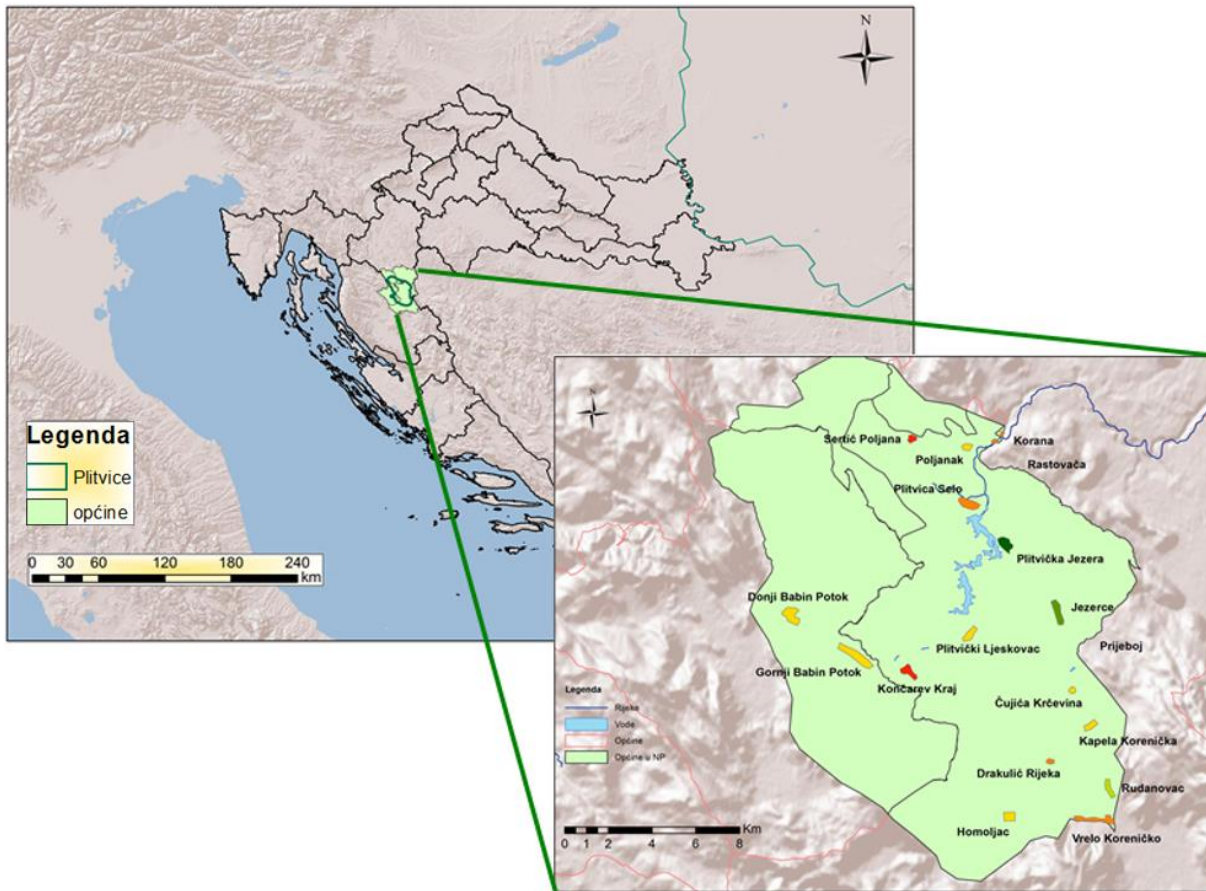 N
Legenda
Plitvice
općine
0 30 60 120 180 240
km
N
Sertić Poljana
Korana
Poljanak
Rastovača
Plitvica Selo
Plitvička Jezera
Donji Babin Potok
Jezerce
Plitvički Ljeskovac
Prijeboj
Gornji Babin Potok
Končarev Kraj
Čujića Krčevina
Kapela Korenička
Drakulić Rijeka
Rudanovac
Homoljac
Vrelo Koreničko
Legenda
Rijeke
Vode
Općine
Općine u NP
0 1 2 4 6 8
Km